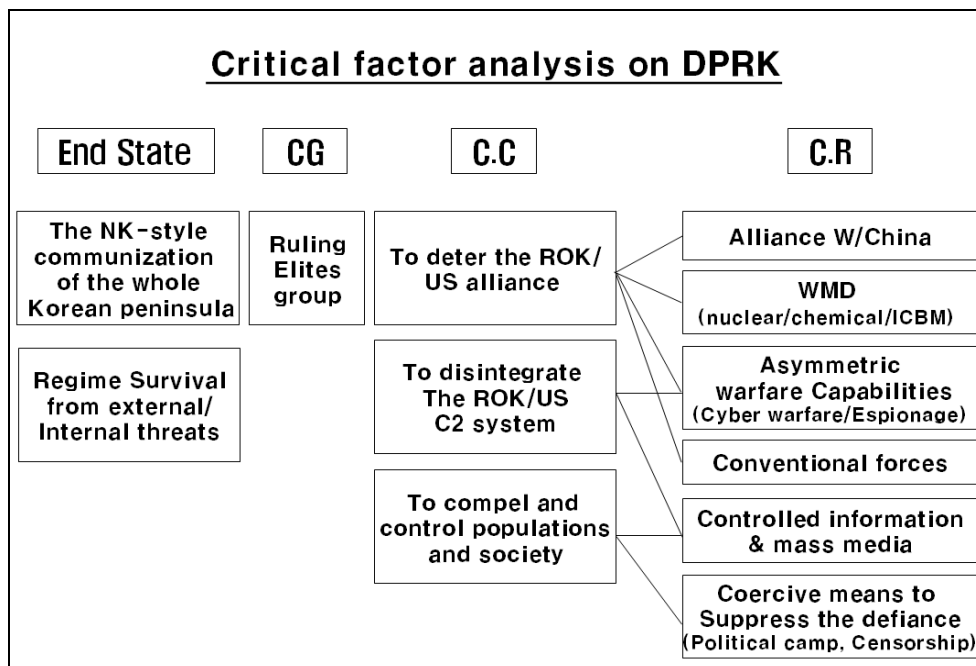 Critical factor analysis on DPRK
End State
CG
C.C
C.R
The NK-style
communization
of the whole
Korean peninsula
Regime Survival
from external/
Internal threats
Ruling
Elites
group
To deter the ROK/
US alliance
To disintegrate
The ROK/US
C2 system
To compel and
control populations
and society
Alliance W/China
WMD
(nuclear/chemical/ICBM)
Asymmetric
warfare Capabilities
(Cyber warfare/Espionage)
Conventional forces
Controlled information
& mass media
Coercive means to
Suppress the defiance
(Political camp, Censorship)